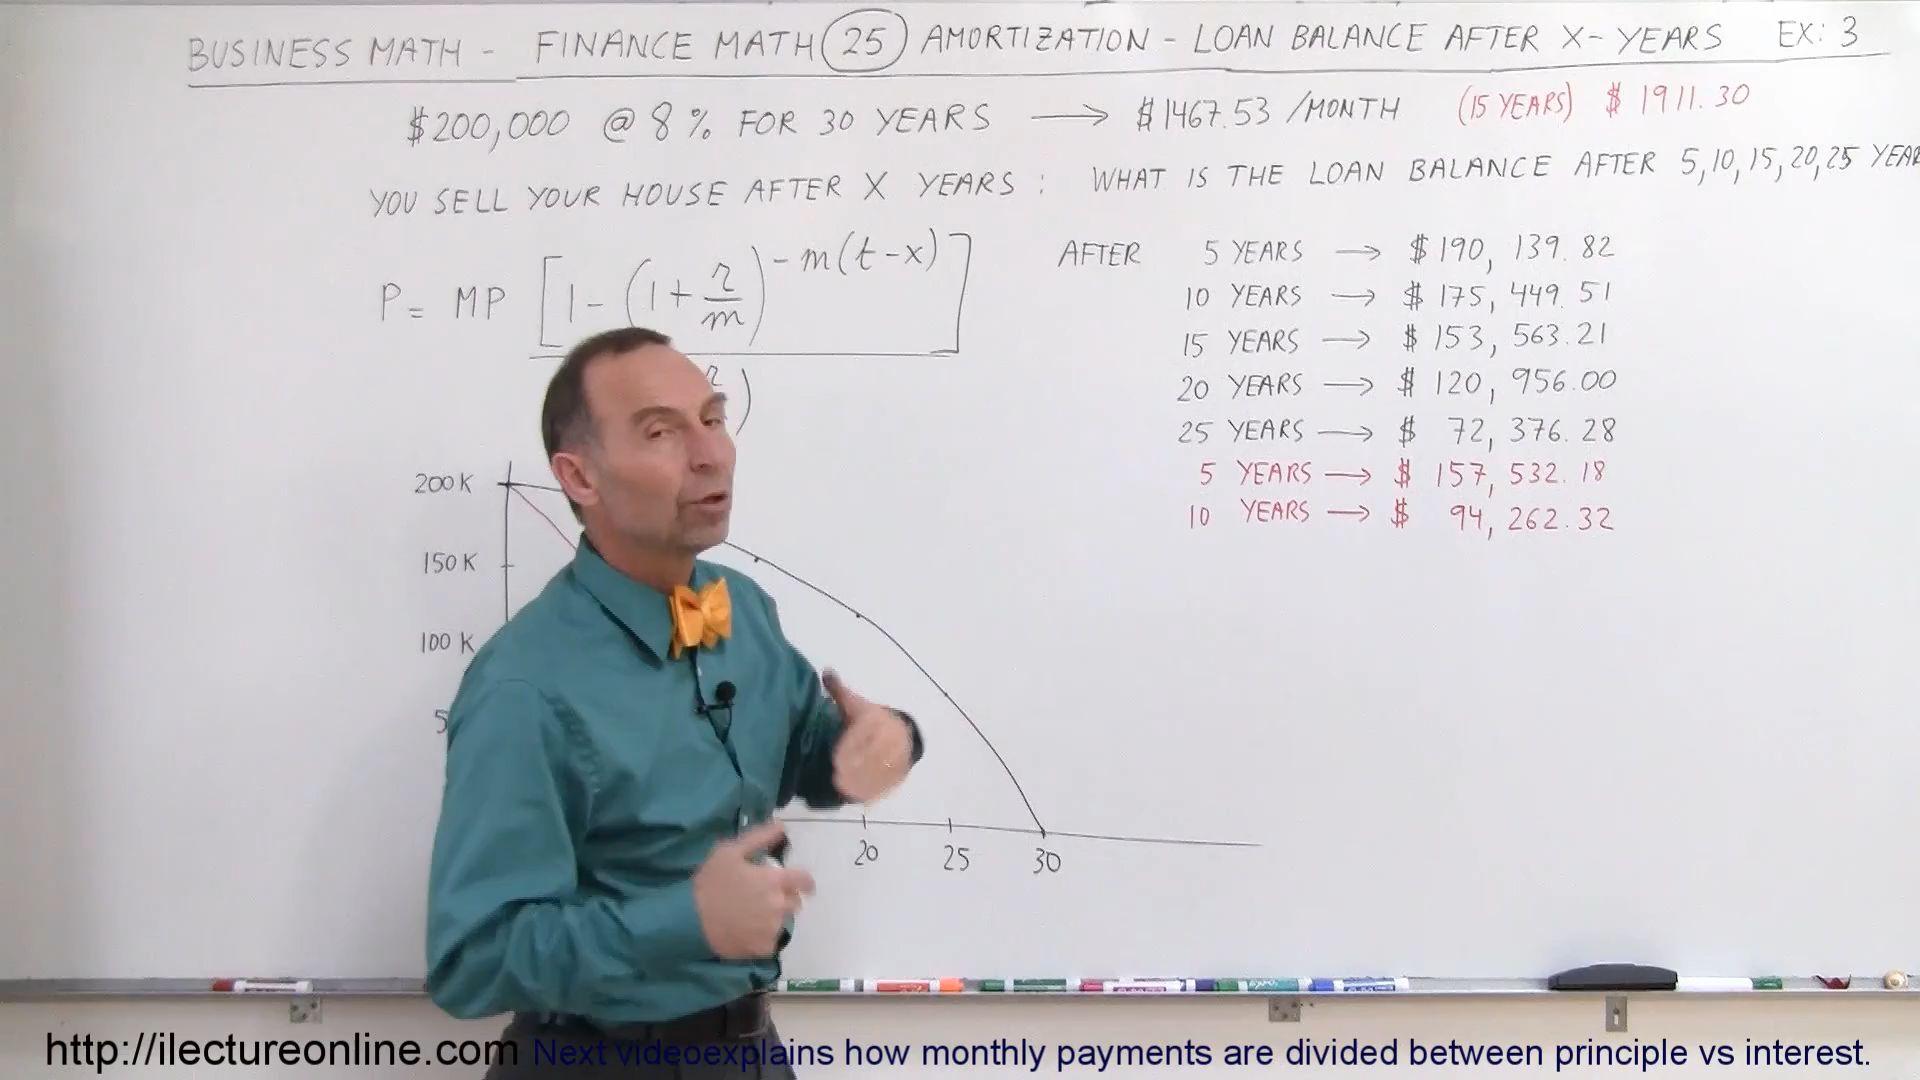 BUSINESS MATH - FINANCE MATH 25 AMORTIZATION - LOAN BALANCE AFTER X-YEARS EX: 3
$200,000 @ 8% FOR 30 YEARS → $1467.53 /MONTH (15 YEARS) $ 1911.30
YOU SELL YOUR HOUSE AFTER X YEARS : WHAT IS THE LOAN BALANCE AFTER 5,10,15,20,25 YEAR
P = MP [1-(1+r/m)^-m(t-x)]
r )
AFTER 5 YEARS → $190,139.82
10 YEARS → $175,449.51
15 YEARS → $153,563.21
20 YEARS → $120,956.00
25 YEARS → $ 72,376.28
5 YEARS → $ 157,532.18
10 YEARS → $ 94,262.32
200 K
150 K
100 K
5
20 25 30
http://ilectureonline.com Next videoexplains how monthly payments are divided between principle vs interest.